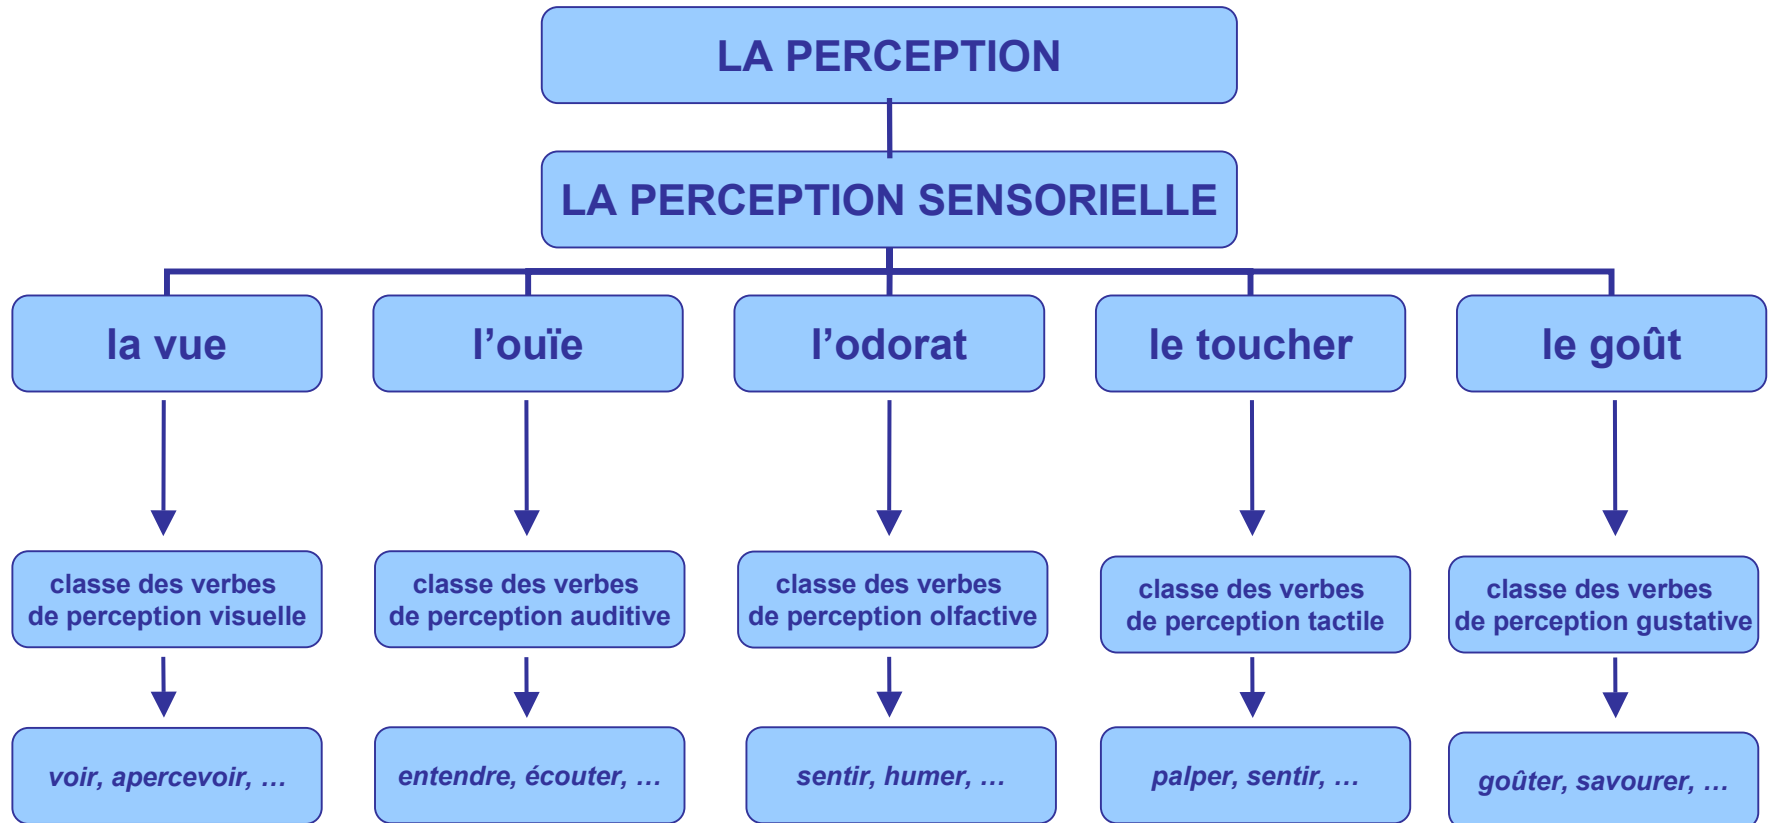 LA PERCEPTION
LA PERCEPTION SENSORIELLE
la vue
l’ouïe
l’odorat
le toucher
le goût
classe des verbes
de perception visuelle
classe des verbes
de perception auditive
classe des verbes
de perception olfactive
classe des verbes
de perception tactile
classe des verbes
de perception gustative
voir, apercevoir, …
entendre, écouter, …
sentir, humer, …
palper, sentir, …
goûter, savourer, …